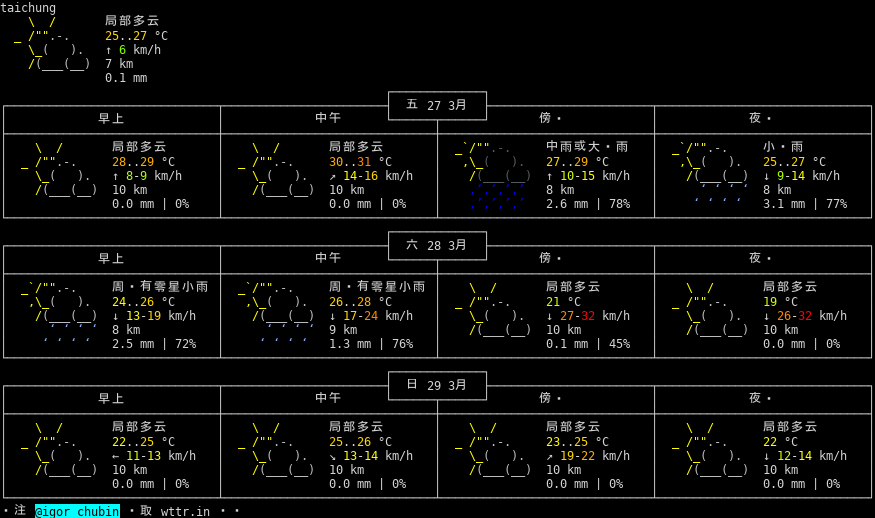 taichung
局部多云
25..27 °C
↑ 6 km/h
7 km
0.1 mm
五 27 3月
早上 中午 傍· 夜·
局部多云 局部多云 中雨或大·雨 小·雨
28..29 °C 30..31 °C 27..29 °C 25..27 °C
↑ 8-9 km/h ↗ 14-16 km/h ↑ 10-15 km/h ↓ 9-14 km/h
10 km 10 km 8 km 8 km
0.0 mm | 0% 0.0 mm | 0% 2.6 mm | 78% 3.1 mm | 77%
六 28 3月
早上 中午 傍· 夜·
周·有零星小雨 周·有零星小雨 局部多云 局部多云
24..26 °C 26..28 °C 21 °C 19 °C
↓ 13-19 km/h ↓ 17-24 km/h ↓ 27-32 km/h ↓ 26-32 km/h
8 km 9 km 10 km 10 km
2.5 mm | 72% 1.3 mm | 76% 0.1 mm | 45% 0.0 mm | 0%
日 29 3月
早上 中午 傍· 夜·
局部多云 局部多云 局部多云 局部多云
22..25 °C 25..26 °C 23..25 °C 22 °C
← 11-13 km/h ↘ 13-14 km/h ↗ 19-22 km/h ↓ 12-14 km/h
10 km 10 km 10 km 10 km
0.0 mm | 0% 0.0 mm | 0% 0.0 mm | 0% 0.0 mm | 0%
·注 @igor_chubin ·取 wttr.in ··